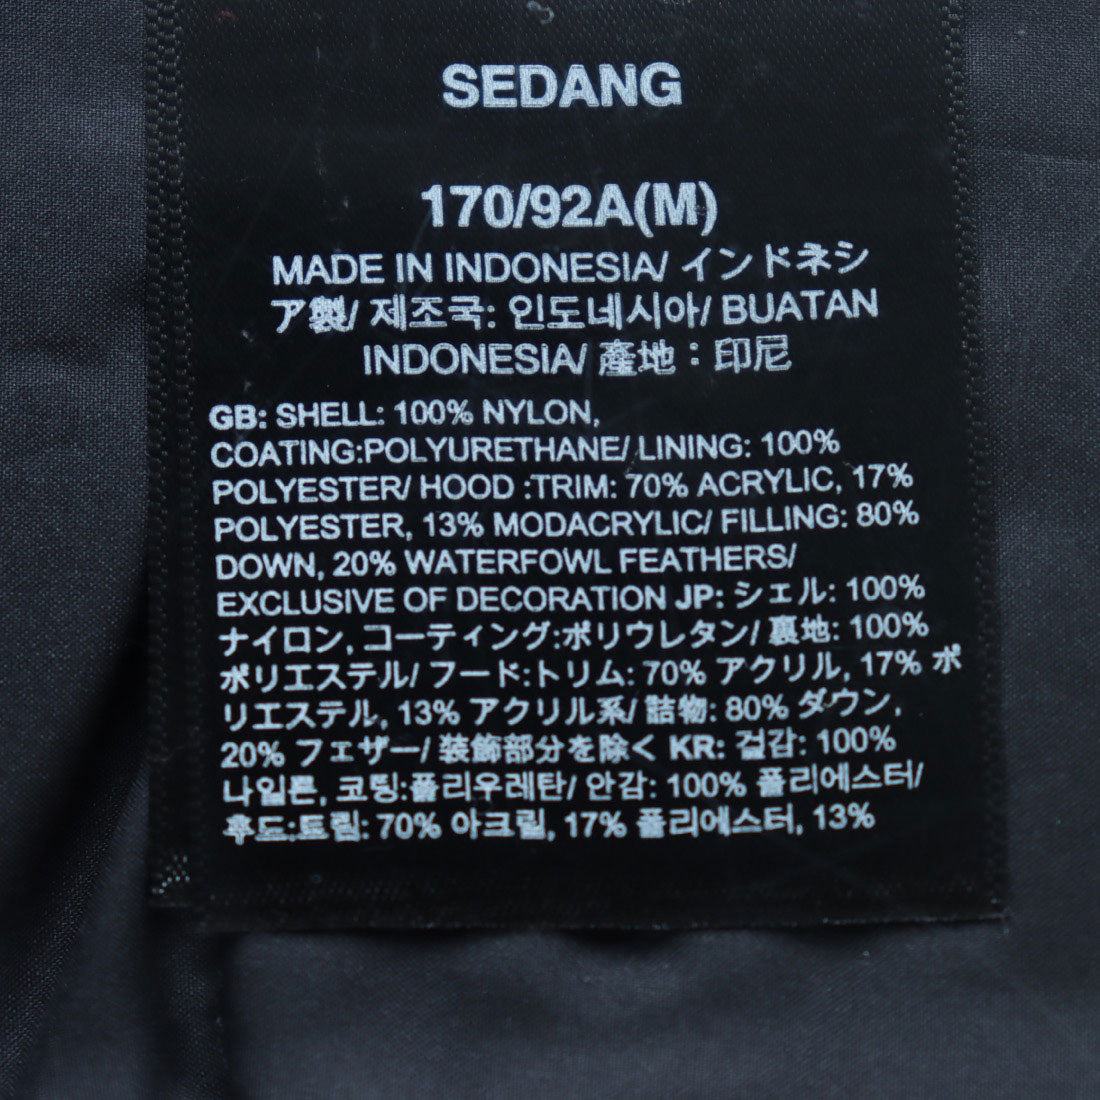 SEDANG
170/92A(M)
MADE IN INDONESIA/ インドネシ
ア製/ 제조국: 인도네시아/ BUATAN
INDONESIA/ 產地：印尼
GB: SHELL: 100% NYLON,
COATING:POLYURETHANE/ LINING: 100%
POLYESTER/ HOOD :TRIM: 70% ACRYLIC, 17%
POLYESTER, 13% MODACRYLIC/ FILLING: 80%
DOWN, 20% WATERFOWL FEATHERS/
EXCLUSIVE OF DECORATION JP: シェル: 100%
ナイロン, コーティング:ポリウレタン/ 裏地: 100%
ポリエステル/ フード:トリム: 70% アクリル, 17% ポ
リエステル, 13% アクリル系/ 詰物: 80% ダウン,
20% フェザー/ 装飾部分を除く KR: 겉감: 100%
나일론, 코팅:폴리우레탄/ 안감: 100% 폴리에스터/
후드:트림: 70% 아크릴, 17% 폴리에스터, 13%